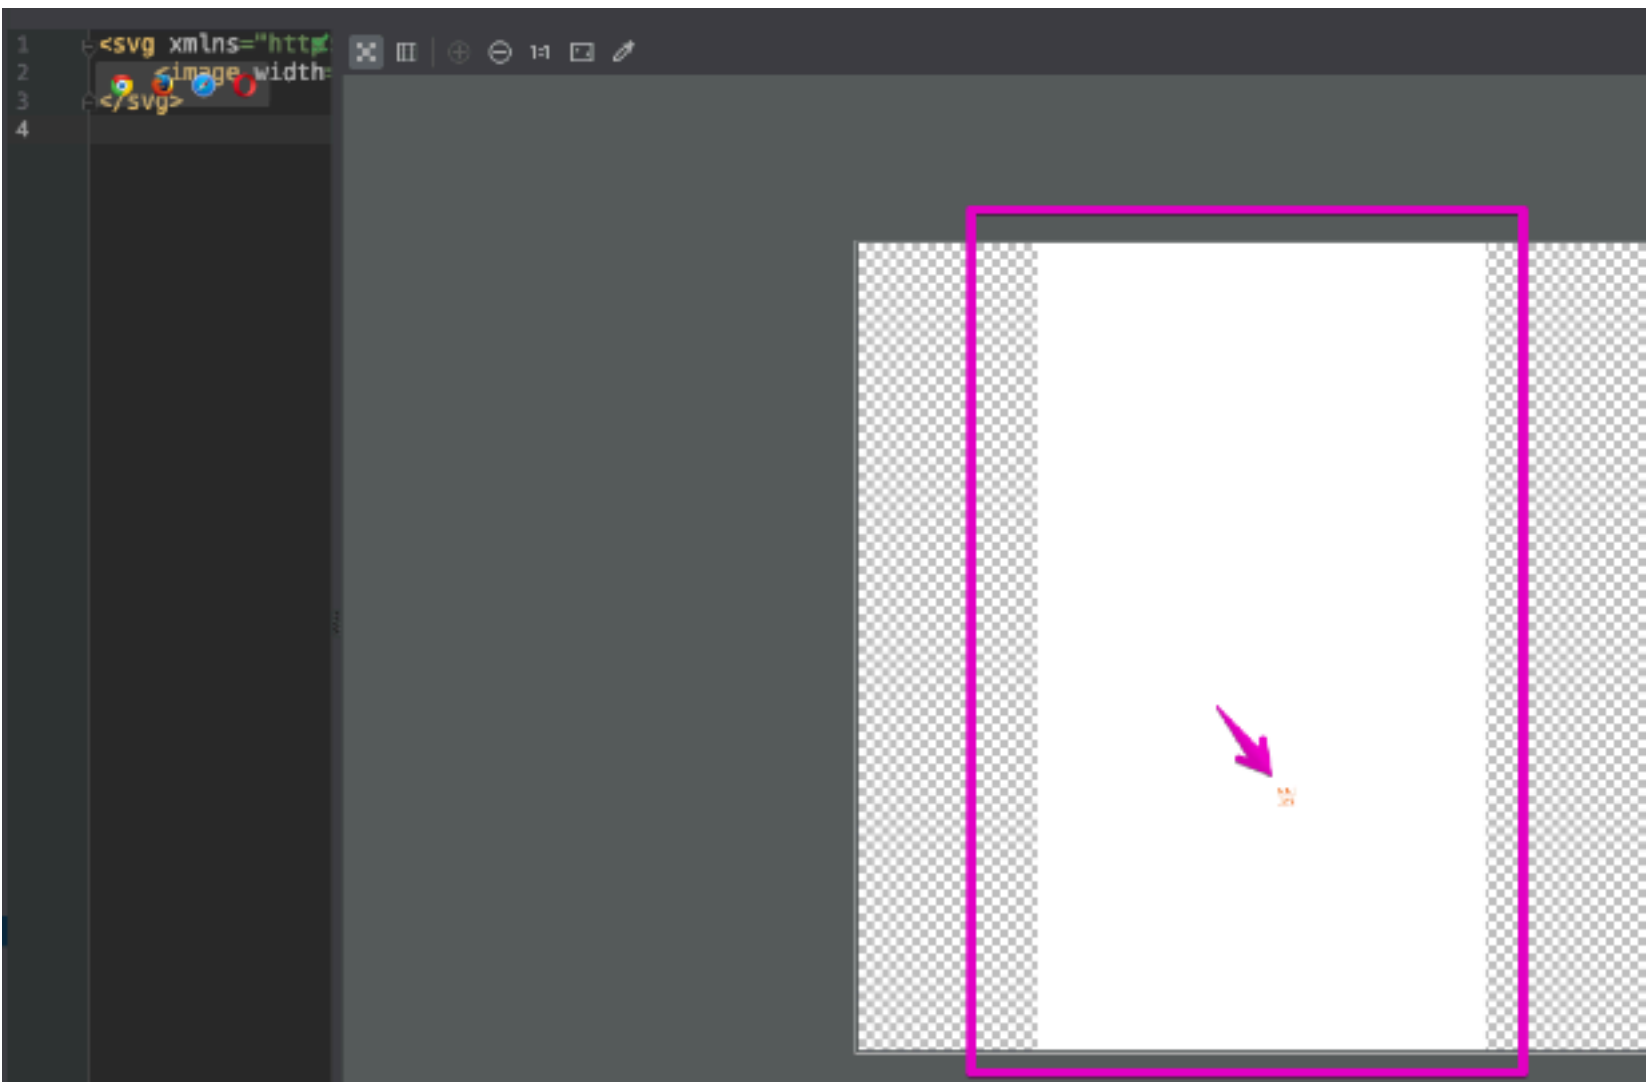 1 <svg xmlns="http
2 <image width=
3 </svg>
4
1:1